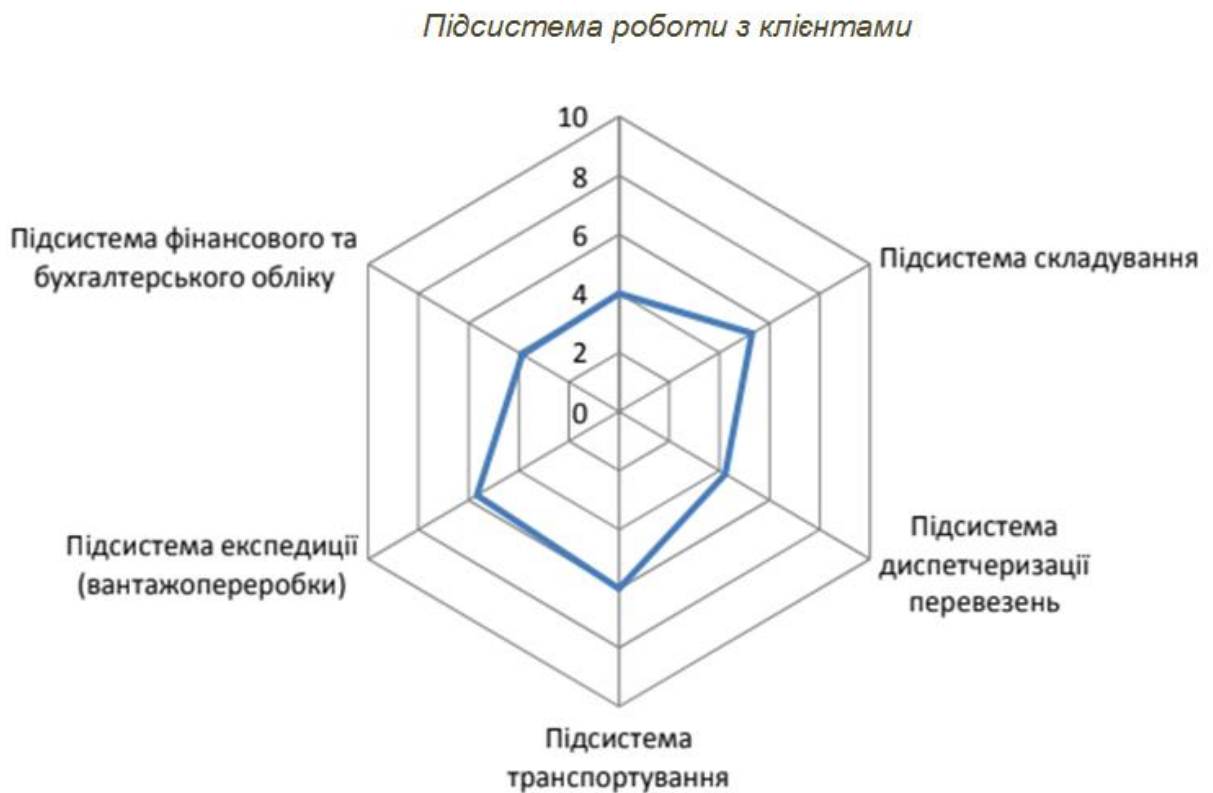 Підсистема роботи з клієнтами
10
8
6
4
2
0
Підсистема фінансового та
бухгалтерського обліку
Підсистема складування
Підсистема експедиції
(вантажопереробки)
Підсистема
диспетчеризації
перевезень
Підсистема
транспортування